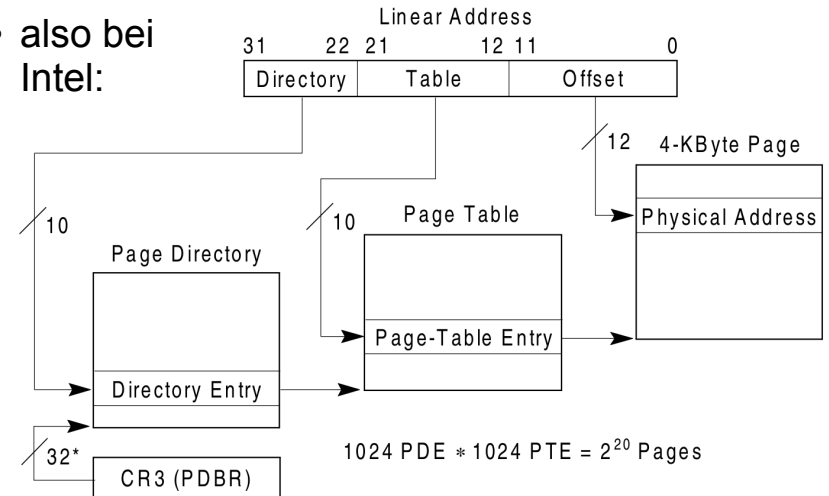 • also bei
Intel:
Linear Address
31 22 21 12 11 0
Directory Table Offset
12
4-KByte Page
Physical Address
10
10
Page Table
Page-Table Entry
Page Directory
Directory Entry
32*
CR3 (PDBR)
1024 PDE * 1024 PTE = 2²⁰ Pages